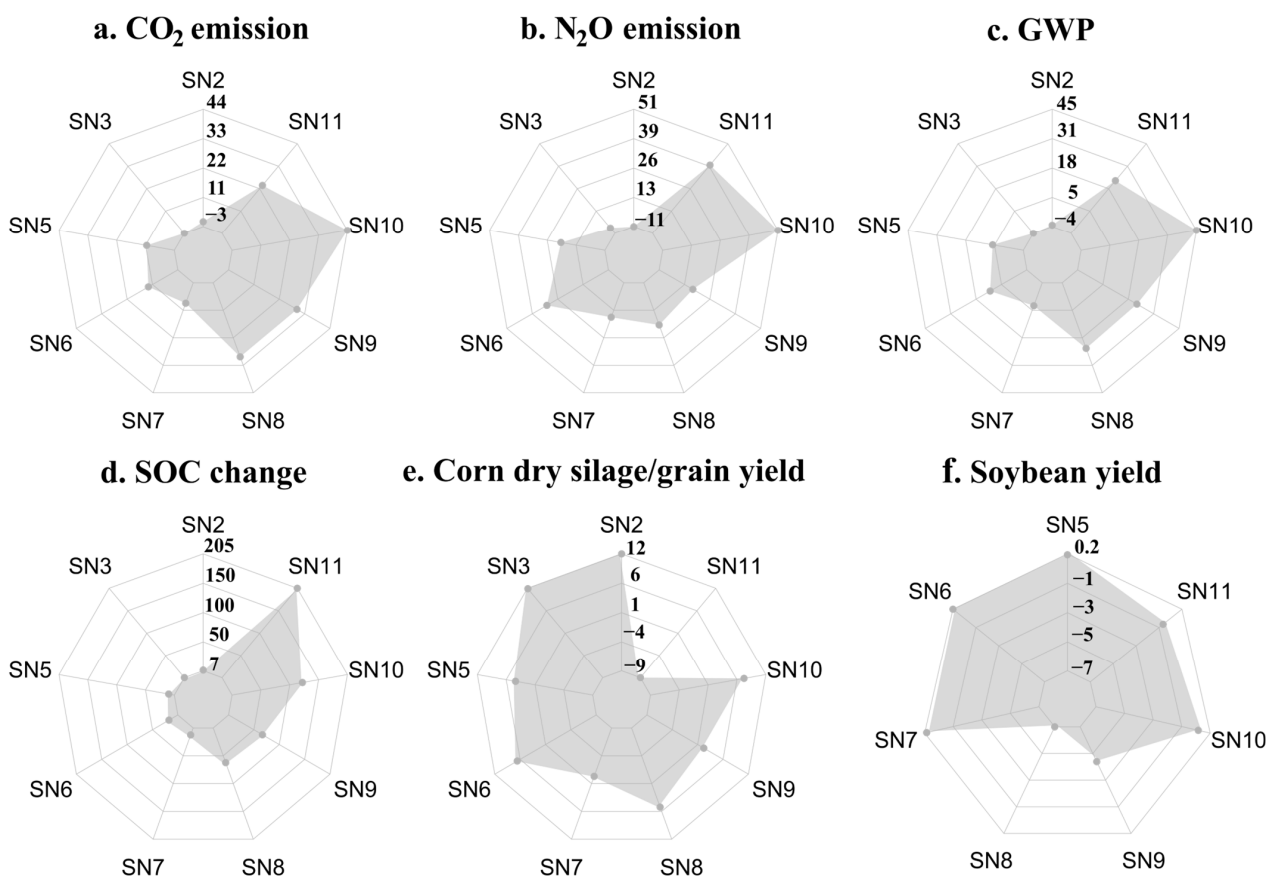 a. CO2 emission
b. N2O emission
c. GWP
SN2
44
33
22
11
−3
SN3
SN11
SN5
SN10
SN6
SN9
SN7
SN8
SN2
51
39
26
13
−11
SN3
SN11
SN5
SN10
SN6
SN9
SN7
SN8
SN2
45
31
18
5
−4
SN3
SN11
SN5
SN10
SN6
SN9
SN7
SN8
d. SOC change
e. Corn dry silage/grain yield
f. Soybean yield
SN2
205
150
100
50
7
SN3
SN11
SN5
SN10
SN6
SN9
SN7
SN8
SN2
12
6
1
−4
−9
SN3
SN11
SN5
SN10
SN6
SN9
SN7
SN8
SN5
0.2
−1
−3
−5
−7
SN6
SN11
SN7
SN10
SN8
SN9